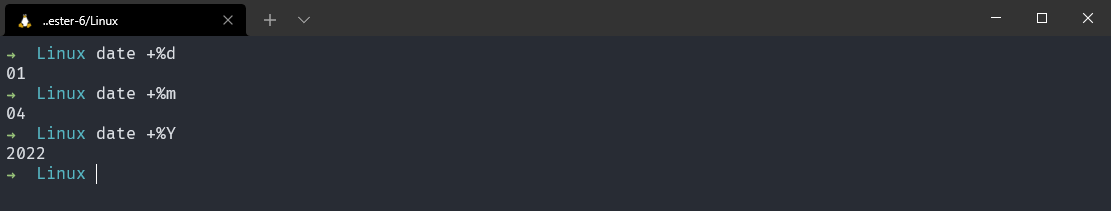 ..ester-6/Linux
→ Linux date +%d
01
→ Linux date +%m
04
→ Linux date +%Y
2022
→ Linux